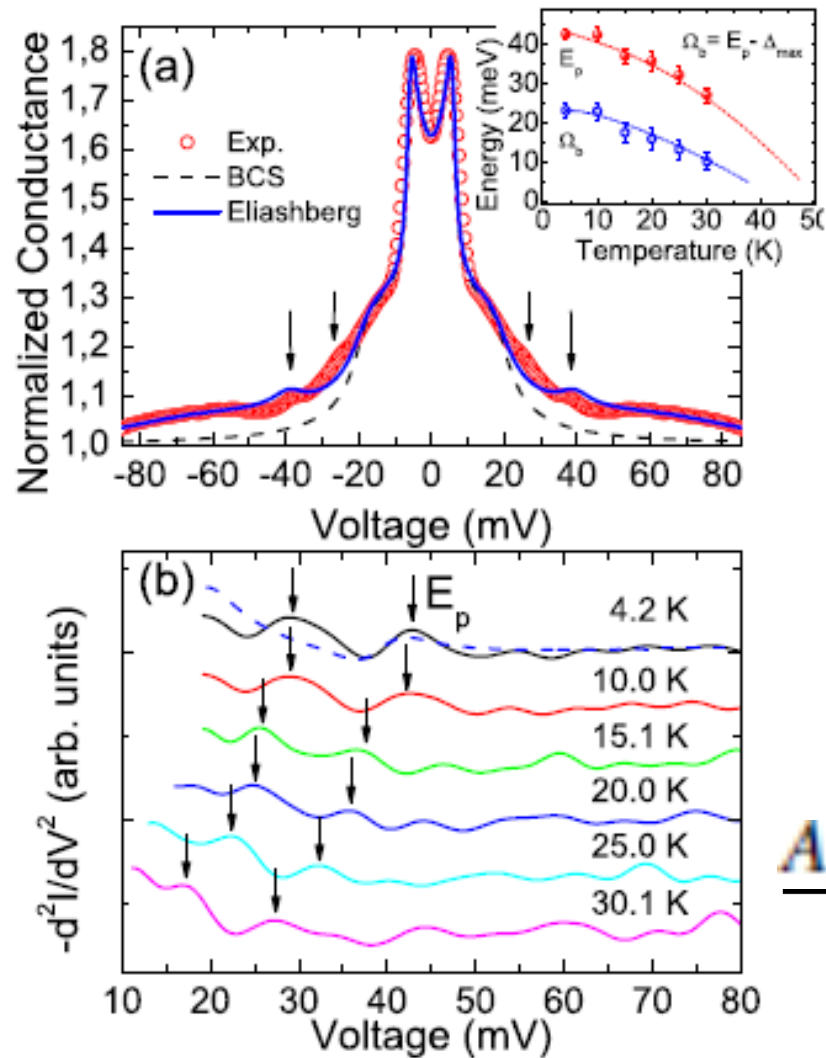 (a)
Normalized Conductance
1,8
1,7
1,6
1,5
1,4
1,3
1,2
1,1
1,0
Exp.
BCS
Eliashberg
-80 -60 -40 -20 0 20 40 60 80
Voltage (mV)
Energy (meV)
40
30
20
10
0
Ω_b = E_p - Δ_max
E_p
Ω_b
0 10 20 30 40
Temperature (K)
(b)
-d²I/dV² (arb. units)
E_p
4.2 K
10.0 K
15.1 K
20.0 K
25.0 K
30.1 K
10 20 30 40 50 60 70 80
Voltage (mV)
A